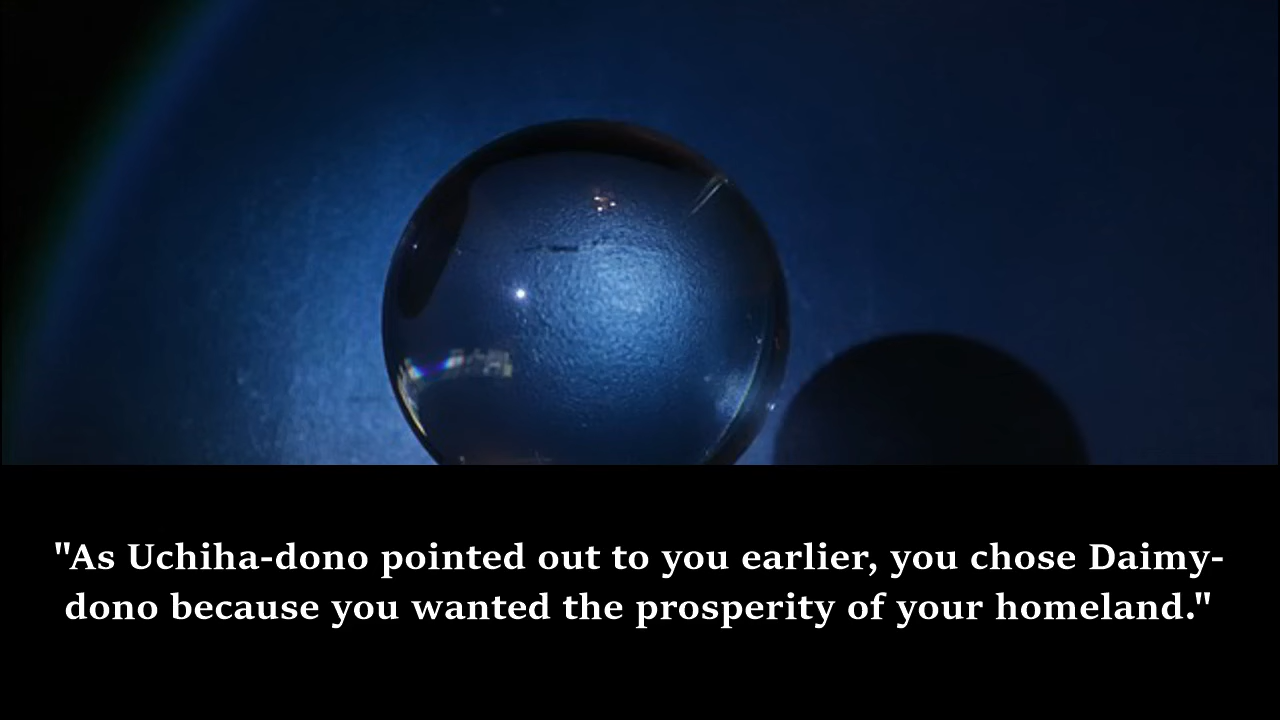 "As Uchiha-dono pointed out to you earlier, you chose Daimy-
dono because you wanted the prosperity of your homeland."